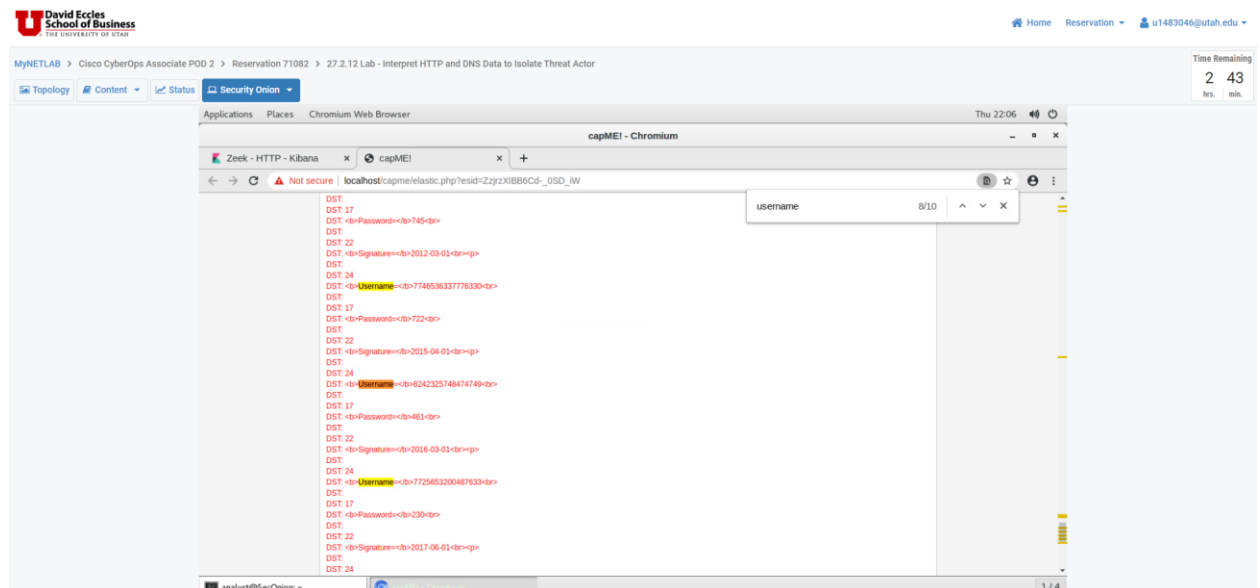 David Eccles
School of Business
THE UNIVERSITY OF UTAH
Home Reservation u1483046@utah.edu
MyNETLAB > Cisco CyberOps Associate POD 2 > Reservation 71082 > 27.2.12 Lab - Interpret HTTP and DNS Data to Isolate Threat Actor
Time Remaining
2 43
hrs. min.
Topology Content Status Security Onion
Applications Places Chromium Web Browser Thu 22:06
capME! - Chromium
Zeek - HTTP - Kibana x capME! x +
Not secure | localhost/capme/elastic.php?esid=ZzjrzXIBB6Cd-_0SD_iW
username 8/10
DST:
DST: 17
DST: <b>Password=</b>745<br>
DST:
DST: 22
DST: <b>Signature=</b>2012-03-01<br><p>
DST:
DST: 24
DST: <b>Username=</b>7746536337776330<br>
DST:
DST: 17
DST: <b>Password=</b>722<br>
DST:
DST: 22
DST: <b>Signature=</b>2015-04-01<br><p>
DST:
DST: 24
DST: <b>Username=</b>8242325748474749<br>
DST:
DST: 17
DST: <b>Password=</b>461<br>
DST:
DST: 22
DST: <b>Signature=</b>2016-03-01<br><p>
DST:
DST: 24
DST: <b>Username=</b>7725653200487633<br>
DST:
DST: 17
DST: <b>Password=</b>230<br>
DST:
DST: 22
DST: <b>Signature=</b>2017-06-01<br><p>
DST:
DST: 24
analyst@SecOnion: ~ 1 / 4